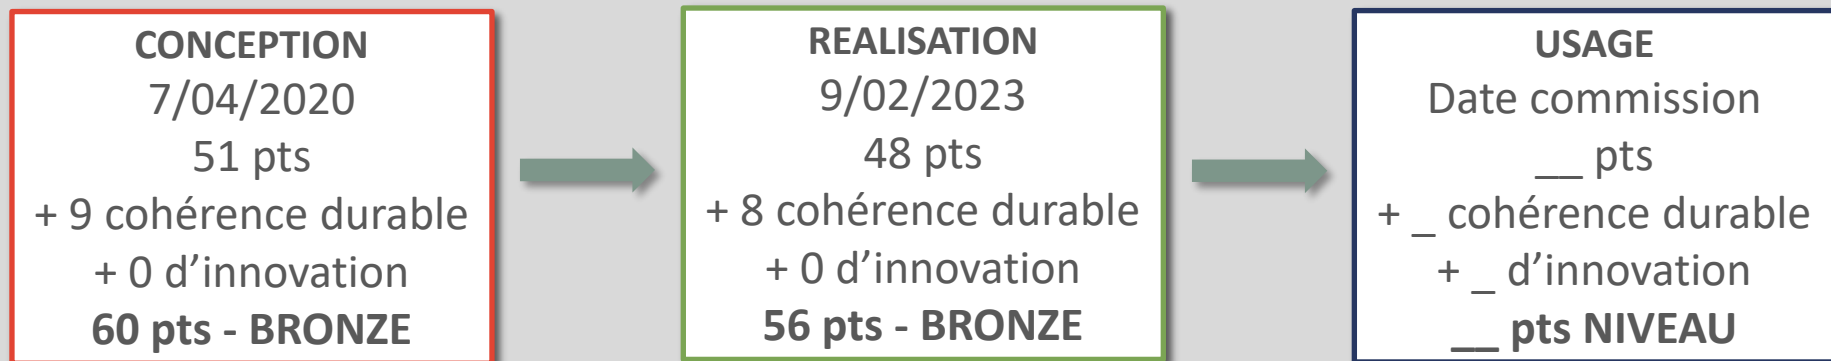 CONCEPTION
7/04/2020
51 pts
+ 9 cohérence durable
+ 0 d’innovation
60 pts - BRONZE
REALISATION
9/02/2023
48 pts
+ 8 cohérence durable
+ 0 d’innovation
56 pts - BRONZE
USAGE
Date commission
__ pts
+ _ cohérence durable
+ _ d’innovation
__ pts NIVEAU